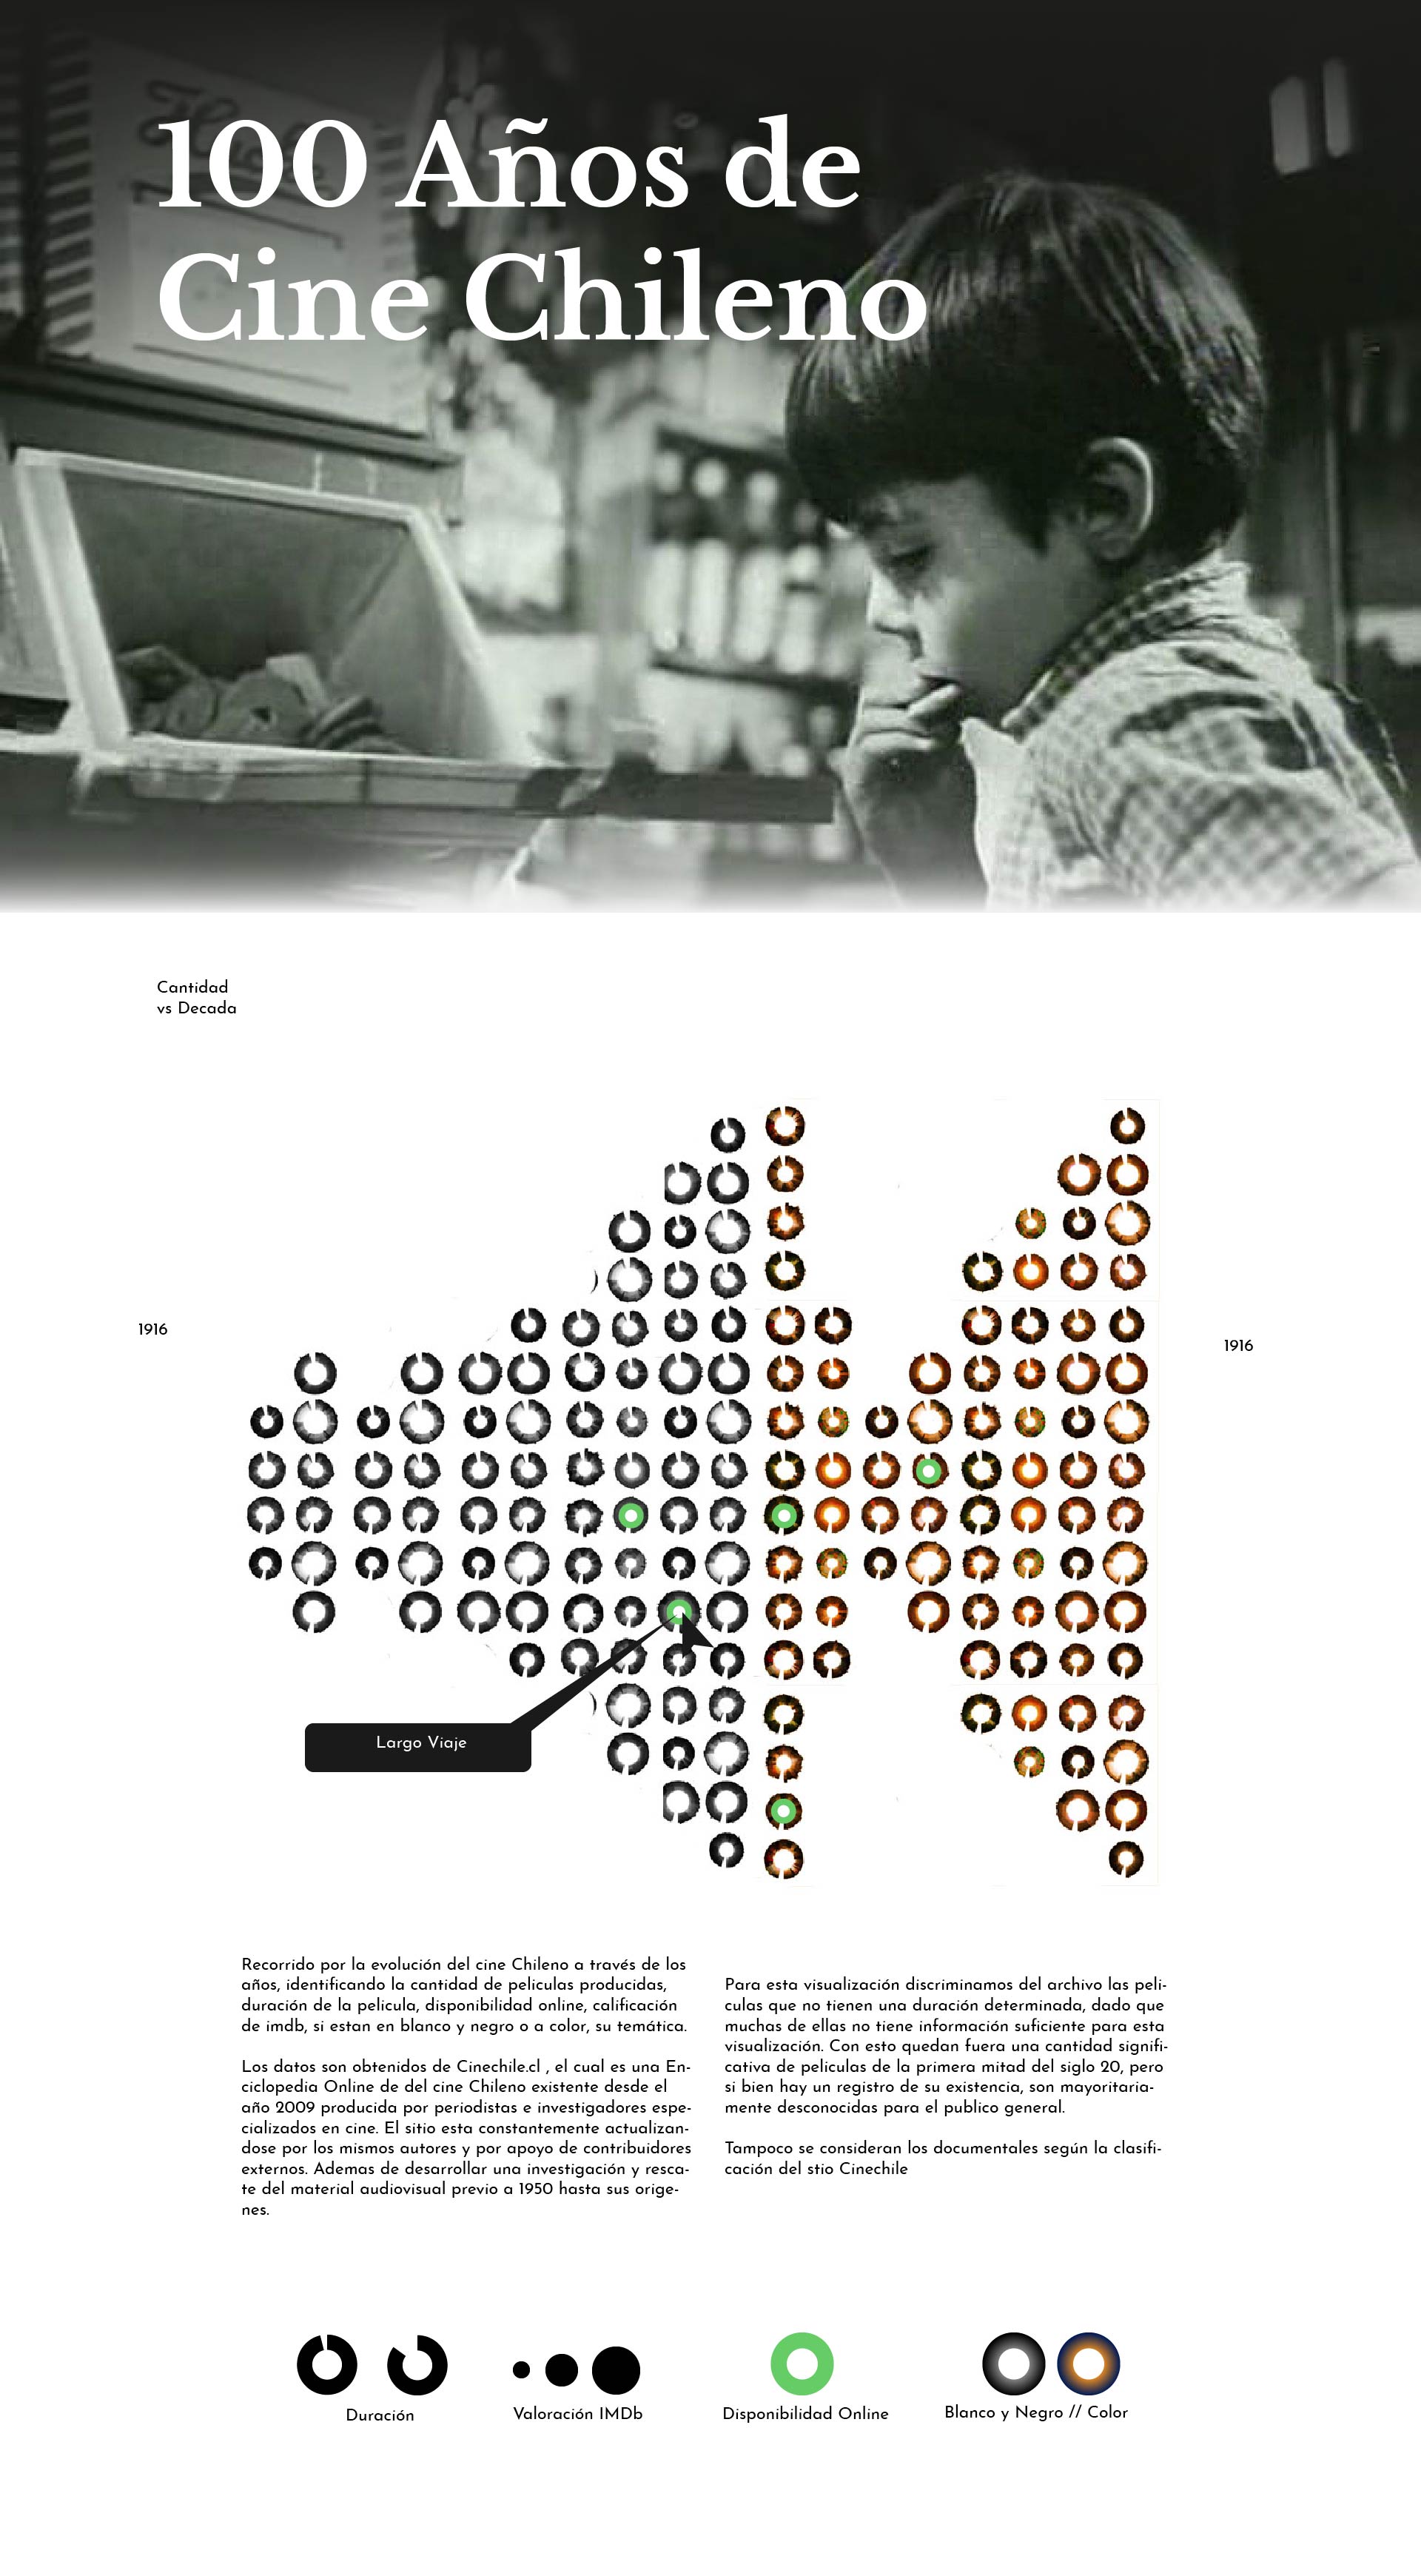 100 Años de
Cine Chileno
Cantidad
vs Decada
1916
1916
Largo Viaje
Recorrido por la evolución del cine Chileno a través de los
años, identificando la cantidad de peliculas producidas,
duración de la pelicula, disponibilidad online, calificación
de imdb, si estan en blanco y negro o a color, su temática.
Los datos son obtenidos de Cinechile.cl , el cual es una En-
ciclopedia Online de del cine Chileno existente desde el
año 2009 producida por periodistas e investigadores espe-
cializados en cine. El sitio esta constantemente actualizan-
dose por los mismos autores y por apoyo de contribuidores
externos. Ademas de desarrollar una investigación y resca-
te del material audiovisual previo a 1950 hasta sus orige-
nes.
Para esta visualización discriminamos del archivo las peli-
culas que no tienen una duración determinada, dado que
muchas de ellas no tiene información suficiente para esta
visualización. Con esto quedan fuera una cantidad signifi-
cativa de peliculas de la primera mitad del siglo 20, pero
si bien hay un registro de su existencia, son mayoritaria-
mente desconocidas para el publico general.
Tampoco se consideran los documentales según la clasifi-
cación del stio Cinechile
Duración
Valoración IMDb
Disponibilidad Online
Blanco y Negro // Color